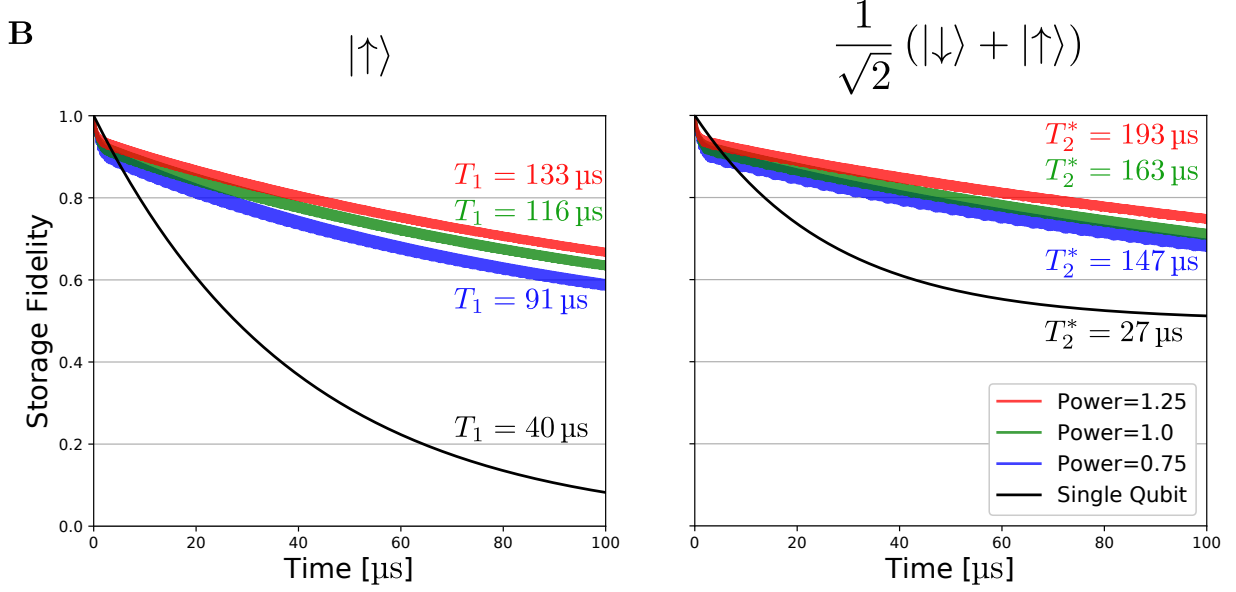 B
|↑⟩
1/√2 (|↓⟩ + |↑⟩)
Storage Fidelity
1.0
0.8
0.6
0.4
0.2
0.0
T₁ = 133 µs
T₁ = 116 µs
T₁ = 91 µs
T₁ = 40 µs
0 20 40 60 80 100
Time [µs]
T₂* = 193 µs
T₂* = 163 µs
T₂* = 147 µs
T₂* = 27 µs
Power=1.25
Power=1.0
Power=0.75
Single Qubit
0 20 40 60 80 100
Time [µs]